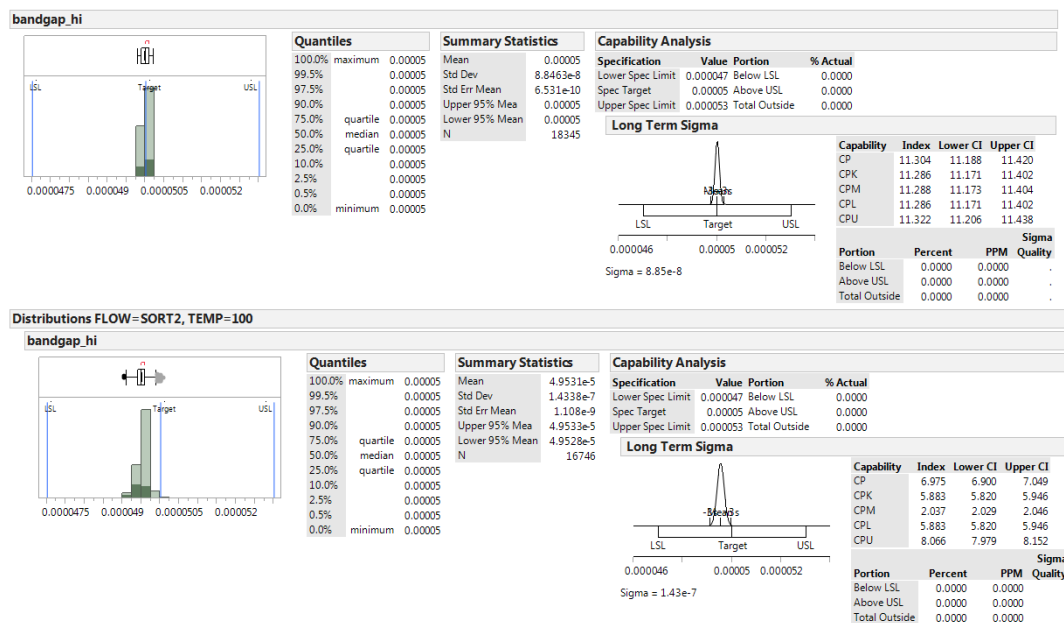 bandgap_hi
LSL Target USL
0.0000475 0.000049 0.0000505 0.000052
Quantiles
100.0% maximum 0.00005
99.5% 0.00005
97.5% 0.00005
90.0% 0.00005
75.0% quartile 0.00005
50.0% median 0.00005
25.0% quartile 0.00005
10.0% 0.00005
2.5% 0.00005
0.5% 0.00005
0.0% minimum 0.00005
Summary Statistics
Mean 0.00005
Std Dev 8.8463e-8
Std Err Mean 6.531e-10
Upper 95% Mea 0.00005
Lower 95% Mean 0.00005
N 18345
Capability Analysis
Specification Value Portion % Actual
Lower Spec Limit 0.000047 Below LSL 0.0000
Spec Target 0.00005 Above USL 0.0000
Upper Spec Limit 0.000053 Total Outside 0.0000
Long Term Sigma
LSL Target USL
0.000046 0.00005 0.000052
Sigma = 8.85e-8
Capability Index Lower CI Upper CI
CP 11.304 11.188 11.420
CPK 11.286 11.171 11.402
CPM 11.288 11.173 11.404
CPL 11.286 11.171 11.402
CPU 11.322 11.206 11.438
Sigma
Portion Percent PPM Quality
Below LSL 0.0000 0.0000 .
Above USL 0.0000 0.0000 .
Total Outside 0.0000 0.0000 .
Distributions FLOW=SORT2, TEMP=100
bandgap_hi
LSL Target USL
0.0000475 0.000049 0.0000505 0.000052
Quantiles
100.0% maximum 0.00005
99.5% 0.00005
97.5% 0.00005
90.0% 0.00005
75.0% quartile 0.00005
50.0% median 0.00005
25.0% quartile 0.00005
10.0% 0.00005
2.5% 0.00005
0.5% 0.00005
0.0% minimum 0.00005
Summary Statistics
Mean 4.9531e-5
Std Dev 1.4338e-7
Std Err Mean 1.108e-9
Upper 95% Mea 4.9533e-5
Lower 95% Mean 4.9528e-5
N 16746
Capability Analysis
Specification Value Portion % Actual
Lower Spec Limit 0.000047 Below LSL 0.0000
Spec Target 0.00005 Above USL 0.0000
Upper Spec Limit 0.000053 Total Outside 0.0000
Long Term Sigma
LSL Target USL
0.000046 0.00005 0.000052
Sigma = 1.43e-7
Capability Index Lower CI Upper CI
CP 6.975 6.900 7.049
CPK 5.883 5.820 5.946
CPM 2.037 2.029 2.046
CPL 5.883 5.820 5.946
CPU 8.066 7.979 8.152
Sigma
Portion Percent PPM Quality
Below LSL 0.0000 0.0000
Above USL 0.0000 0.0000
Total Outside 0.0000 0.0000